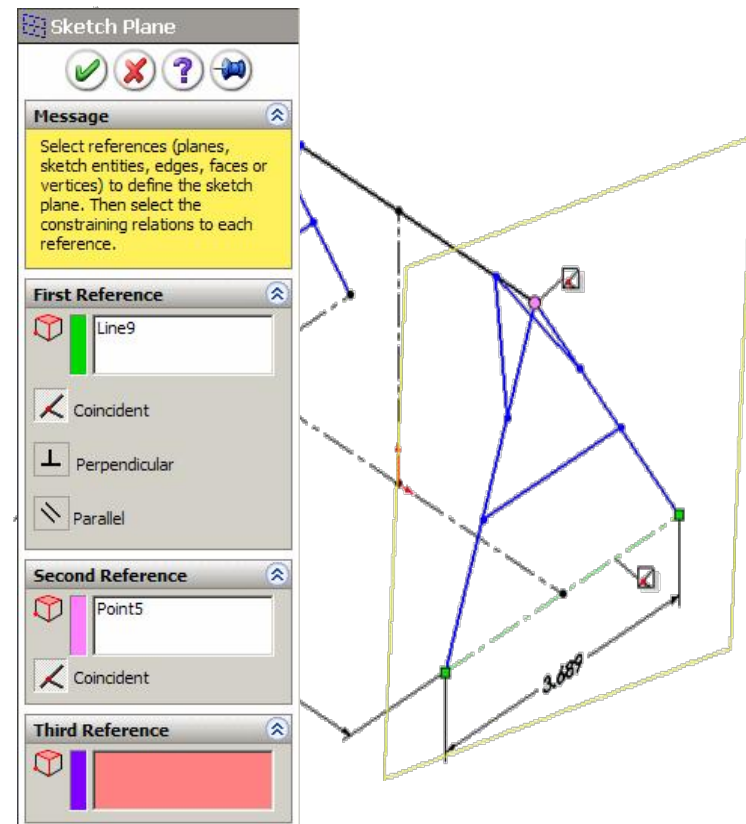 Sketch Plane
?
Message
Select references (planes,
sketch entities, edges, faces or
vertices) to define the sketch
plane. Then select the
constraining relations to each
reference.
First Reference
Line9
Coincident
Perpendicular
Parallel
Second Reference
Point5
Coincident
Third Reference
3.689